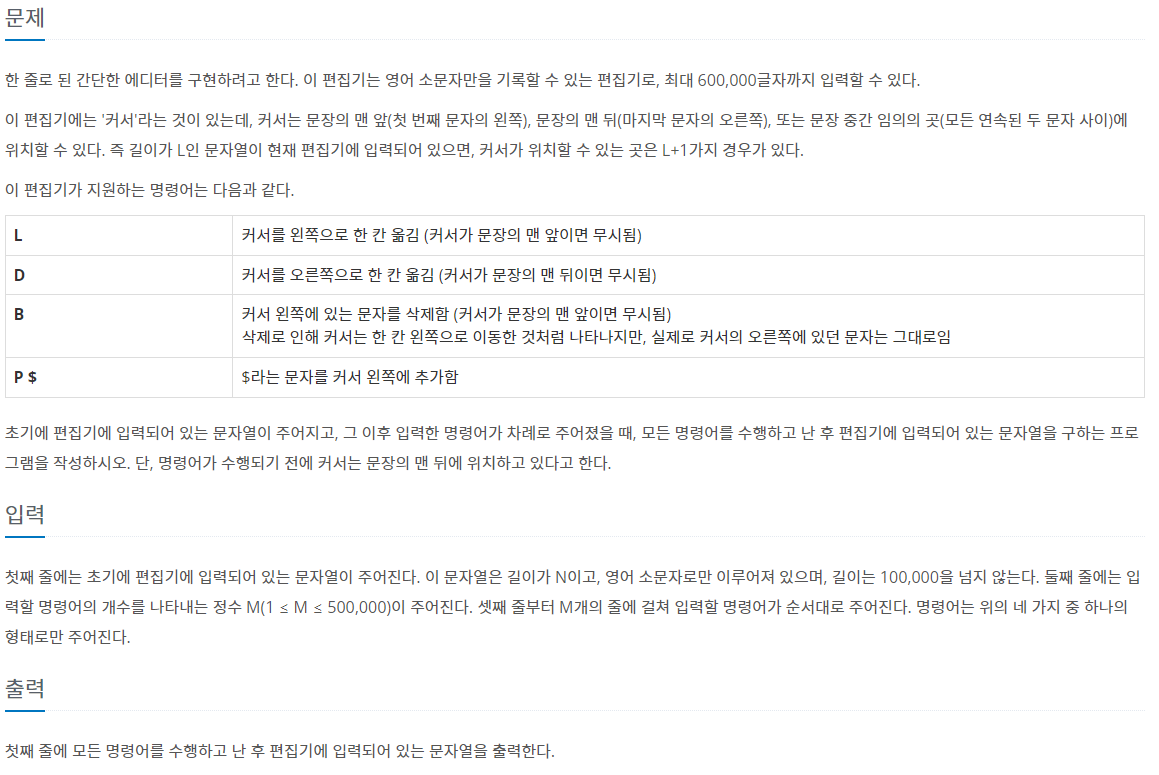 문제
한 줄로 된 간단한 에디터를 구현하려고 한다. 이 편집기는 영어 소문자만을 기록할 수 있는 편집기로, 최대 600,000글자까지 입력할 수 있다.
이 편집기에는 '커서'라는 것이 있는데, 커서는 문장의 맨 앞(첫 번째 문자의 왼쪽), 문장의 맨 뒤(마지막 문자의 오른쪽), 또는 문장 중간 임의의 곳(모든 연속된 두 문자 사이)에
위치할 수 있다. 즉 길이가 L인 문자열이 현재 편집기에 입력되어 있으면, 커서가 위치할 수 있는 곳은 L+1가지 경우가 있다.
이 편집기가 지원하는 명령어는 다음과 같다.
L 커서를 왼쪽으로 한 칸 옮김 (커서가 문장의 맨 앞이면 무시됨)
D 커서를 오른쪽으로 한 칸 옮김 (커서가 문장의 맨 뒤이면 무시됨)
B 커서 왼쪽에 있는 문자를 삭제함 (커서가 문장의 맨 앞이면 무시됨)
삭제로 인해 커서는 한 칸 왼쪽으로 이동한 것처럼 나타나지만, 실제로 커서의 오른쪽에 있던 문자는 그대로임
P $ $라는 문자를 커서 왼쪽에 추가함
초기에 편집기에 입력되어 있는 문자열이 주어지고, 그 이후 입력한 명령어가 차례로 주어졌을 때, 모든 명령어를 수행하고 난 후 편집기에 입력되어 있는 문자열을 구하는 프로
그램을 작성하시오. 단, 명령어가 수행되기 전에 커서는 문장의 맨 뒤에 위치하고 있다고 한다.
입력
첫째 줄에는 초기에 편집기에 입력되어 있는 문자열이 주어진다. 이 문자열은 길이가 N이고, 영어 소문자로만 이루어져 있으며, 길이는 100,000을 넘지 않는다. 둘째 줄에는 입
력할 명령어의 개수를 나타내는 정수 M(1 ≤ M ≤ 500,000)이 주어진다. 셋째 줄부터 M개의 줄에 걸쳐 입력할 명령어가 순서대로 주어진다. 명령어는 위의 네 가지 중 하나의
형태로만 주어진다.
출력
첫째 줄에 모든 명령어를 수행하고 난 후 편집기에 입력되어 있는 문자열을 출력한다.